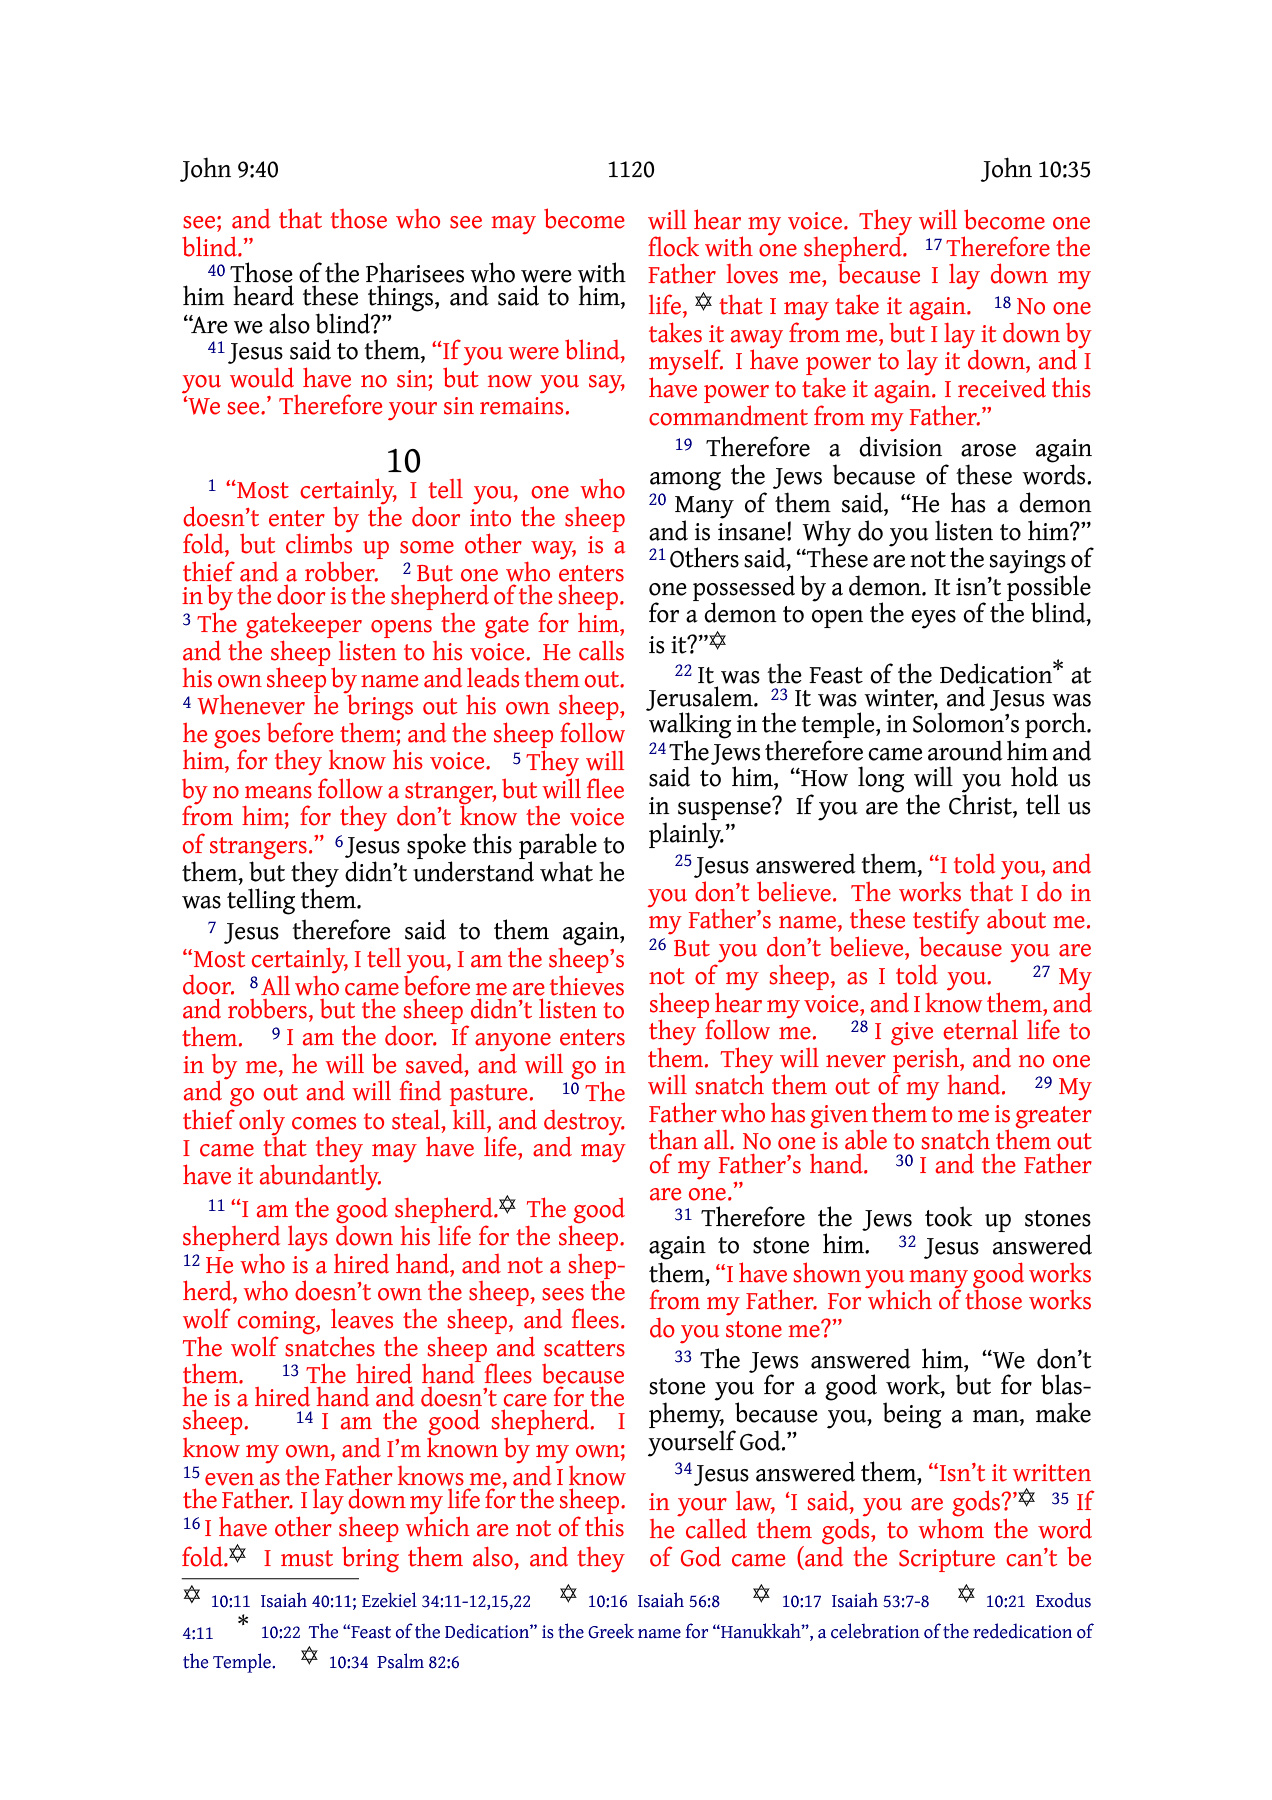 John 9:40 1120 John 10:35
see; and that those who see may become
blind.”
40 Those of the Pharisees who were with
him heard these things, and said to him,
“Are we also blind?”
41 Jesus said to them, “If you were blind,
you would have no sin; but now you say,
‘We see.’ Therefore your sin remains.
10
1 “Most certainly, I tell you, one who
doesn’t enter by the door into the sheep
fold, but climbs up some other way, is a
thief and a robber. 2 But one who enters
in by the door is the shepherd of the sheep.
3 The gatekeeper opens the gate for him,
and the sheep listen to his voice. He calls
his own sheep by name and leads them out.
4 Whenever he brings out his own sheep,
he goes before them; and the sheep follow
him, for they know his voice. 5 They will
by no means follow a stranger, but will flee
from him; for they don’t know the voice
of strangers.” 6 Jesus spoke this parable to
them, but they didn’t understand what he
was telling them.
7 Jesus therefore said to them again,
“Most certainly, I tell you, I am the sheep’s
door. 8 All who came before me are thieves
and robbers, but the sheep didn’t listen to
them. 9 I am the door. If anyone enters
in by me, he will be saved, and will go in
and go out and will find pasture. 10 The
thief only comes to steal, kill, and destroy.
I came that they may have life, and may
have it abundantly.
11 “I am the good shepherd.✡ The good
shepherd lays down his life for the sheep.
12 He who is a hired hand, and not a shep-
herd, who doesn’t own the sheep, sees the
wolf coming, leaves the sheep, and flees.
The wolf snatches the sheep and scatters
them. 13 The hired hand flees because
he is a hired hand and doesn’t care for the
sheep. 14 I am the good shepherd. I
know my own, and I’m known by my own;
15 even as the Father knows me, and I know
the Father. I lay down my life for the sheep.
16 I have other sheep which are not of this
fold.✡ I must bring them also, and they
will hear my voice. They will become one
flock with one shepherd. 17 Therefore the
Father loves me, because I lay down my
life, ✡ that I may take it again. 18 No one
takes it away from me, but I lay it down by
myself. I have power to lay it down, and I
have power to take it again. I received this
commandment from my Father.”
19 Therefore a division arose again
among the Jews because of these words.
20 Many of them said, “He has a demon
and is insane! Why do you listen to him?”
21 Others said, “These are not the sayings of
one possessed by a demon. It isn’t possible
for a demon to open the eyes of the blind,
is it?”✡
22 It was the Feast of the Dedication* at
Jerusalem. 23 It was winter, and Jesus was
walking in the temple, in Solomon’s porch.
24 The Jews therefore came around him and
said to him, “How long will you hold us
in suspense? If you are the Christ, tell us
plainly.”
25 Jesus answered them, “I told you, and
you don’t believe. The works that I do in
my Father’s name, these testify about me.
26 But you don’t believe, because you are
not of my sheep, as I told you. 27 My
sheep hear my voice, and I know them, and
they follow me. 28 I give eternal life to
them. They will never perish, and no one
will snatch them out of my hand. 29 My
Father who has given them to me is greater
than all. No one is able to snatch them out
of my Father’s hand. 30 I and the Father
are one.”
31 Therefore the Jews took up stones
again to stone him. 32 Jesus answered
them, “I have shown you many good works
from my Father. For which of those works
do you stone me?”
33 The Jews answered him, “We don’t
stone you for a good work, but for blas-
phemy, because you, being a man, make
yourself God.”
34 Jesus answered them, “Isn’t it written
in your law, ‘I said, you are gods?’✡ 35 If
he called them gods, to whom the word
of God came (and the Scripture can’t be
✡ 10:11 Isaiah 40:11; Ezekiel 34:11-12,15,22 ✡ 10:16 Isaiah 56:8 ✡ 10:17 Isaiah 53:7-8 ✡ 10:21 Exodus
4:11 * 10:22 The “Feast of the Dedication” is the Greek name for “Hanukkah”, a celebration of the rededication of
the Temple. ✡ 10:34 Psalm 82:6